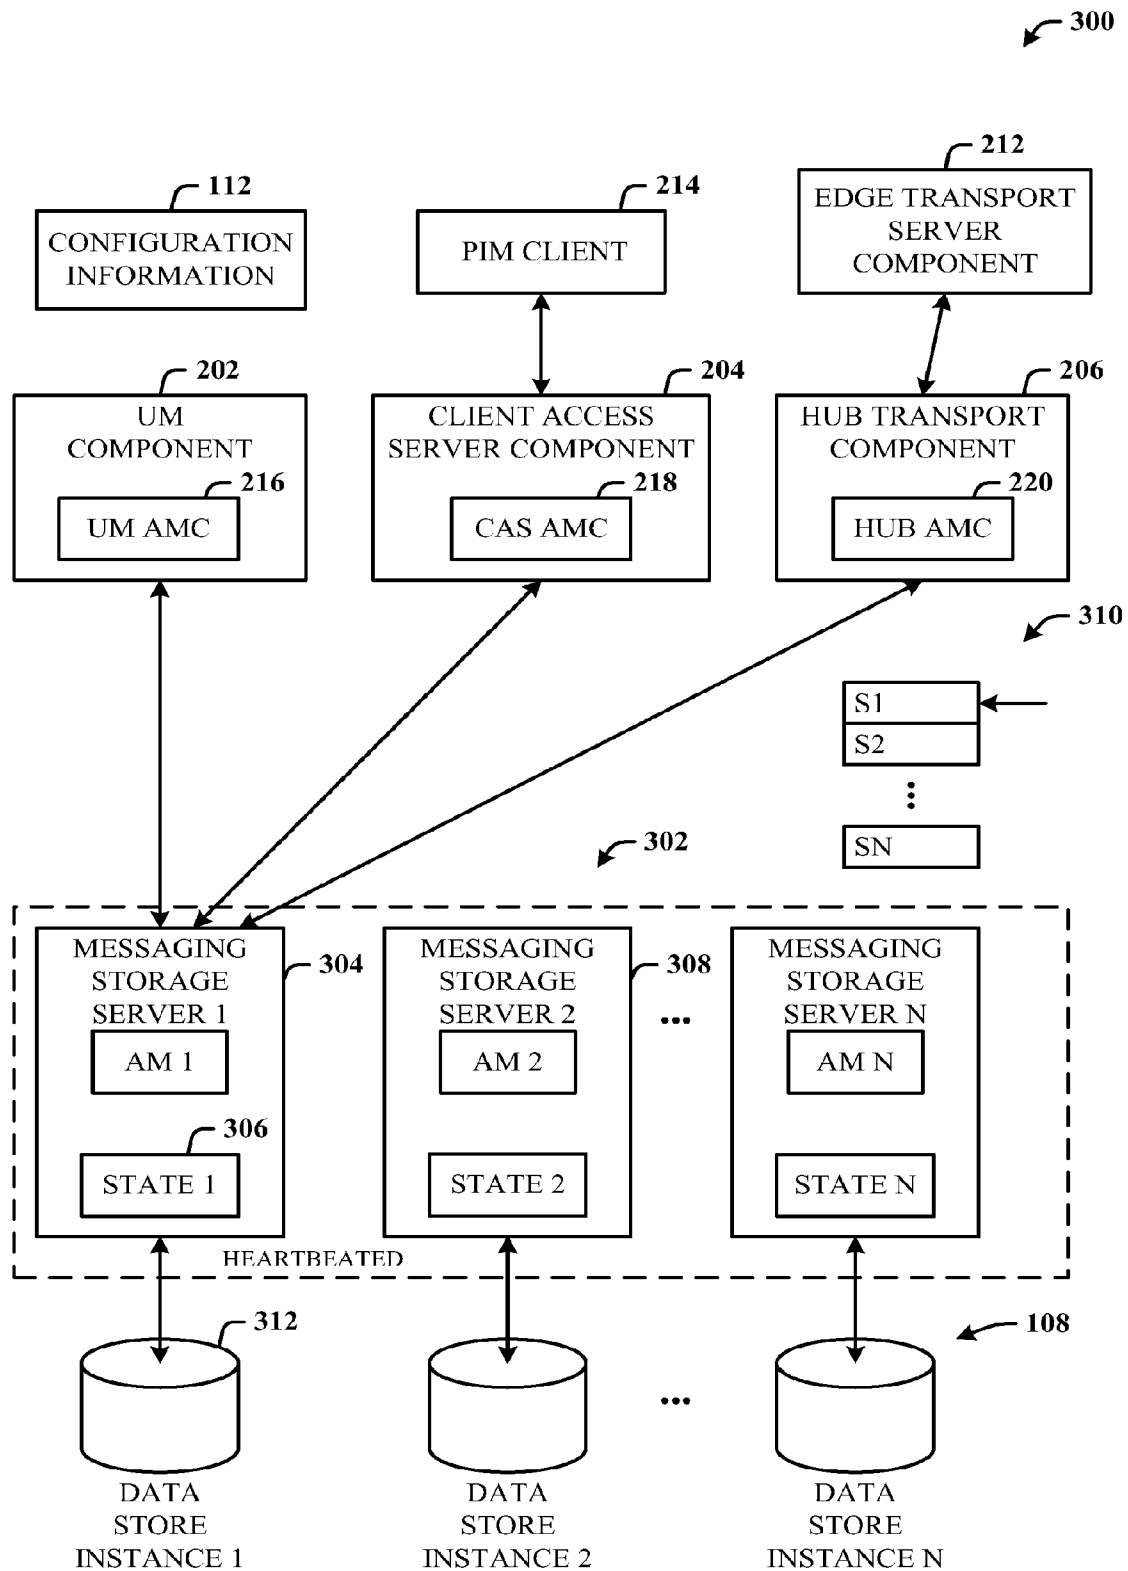 300
112
CONFIGURATION
INFORMATION
214
PIM CLIENT
212
EDGE TRANSPORT
SERVER
COMPONENT
202
UM
COMPONENT
216
UM AMC
204
CLIENT ACCESS
SERVER COMPONENT
218
CAS AMC
206
HUB TRANSPORT
COMPONENT
220
HUB AMC
310
S1
S2
...
SN
302
MESSAGING
STORAGE
SERVER 1
304
AM 1
306
STATE 1
MESSAGING
STORAGE
SERVER 2
308
AM 2
STATE 2
...
MESSAGING
STORAGE
SERVER N
AM N
STATE N
HEARTBEATED
312
108
DATA
STORE
INSTANCE 1
DATA
STORE
INSTANCE 2
...
DATA
STORE
INSTANCE N